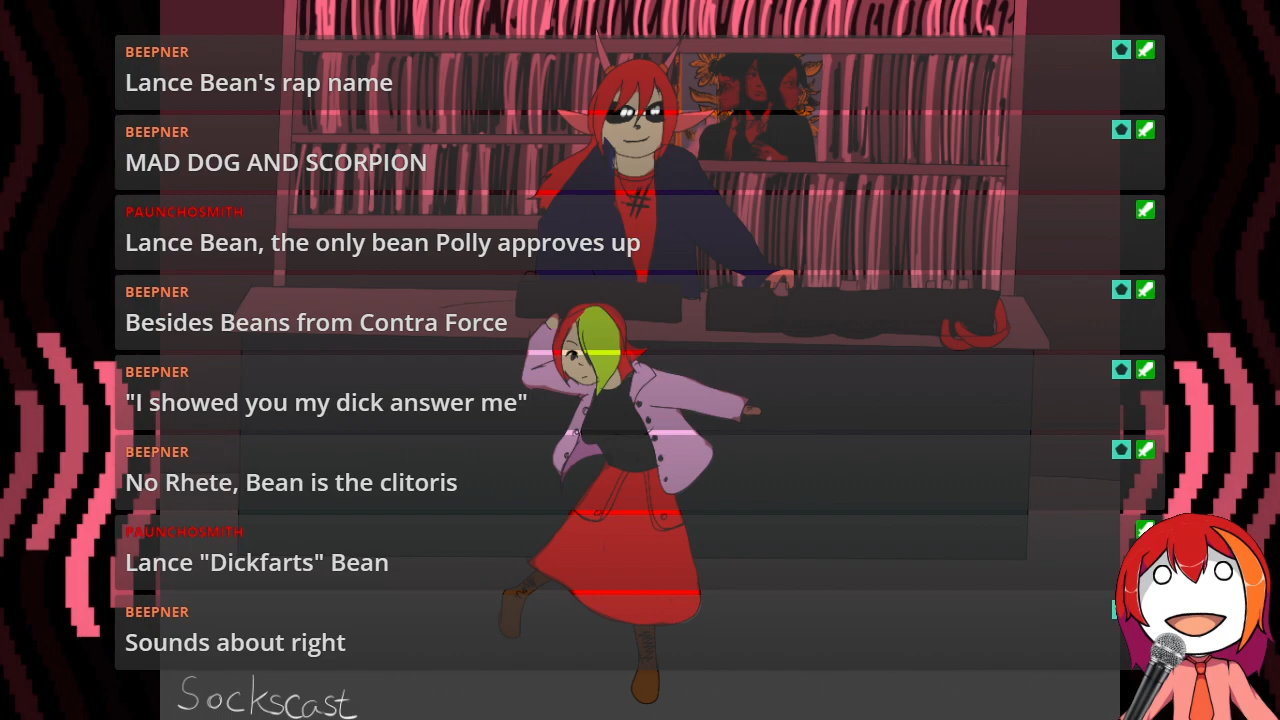 BEEPNER
Lance Bean's rap name
BEEPNER
MAD DOG AND SCORPION
PAUNCHOSMITH
Lance Bean, the only bean Polly approves up
BEEPNER
Besides Beans from Contra Force
BEEPNER
"I showed you my dick answer me"
BEEPNER
No Rhete, Bean is the clitoris
PAUNCHOSMITH
Lance "Dickfarts" Bean
BEEPNER
Sounds about right
Sockscast